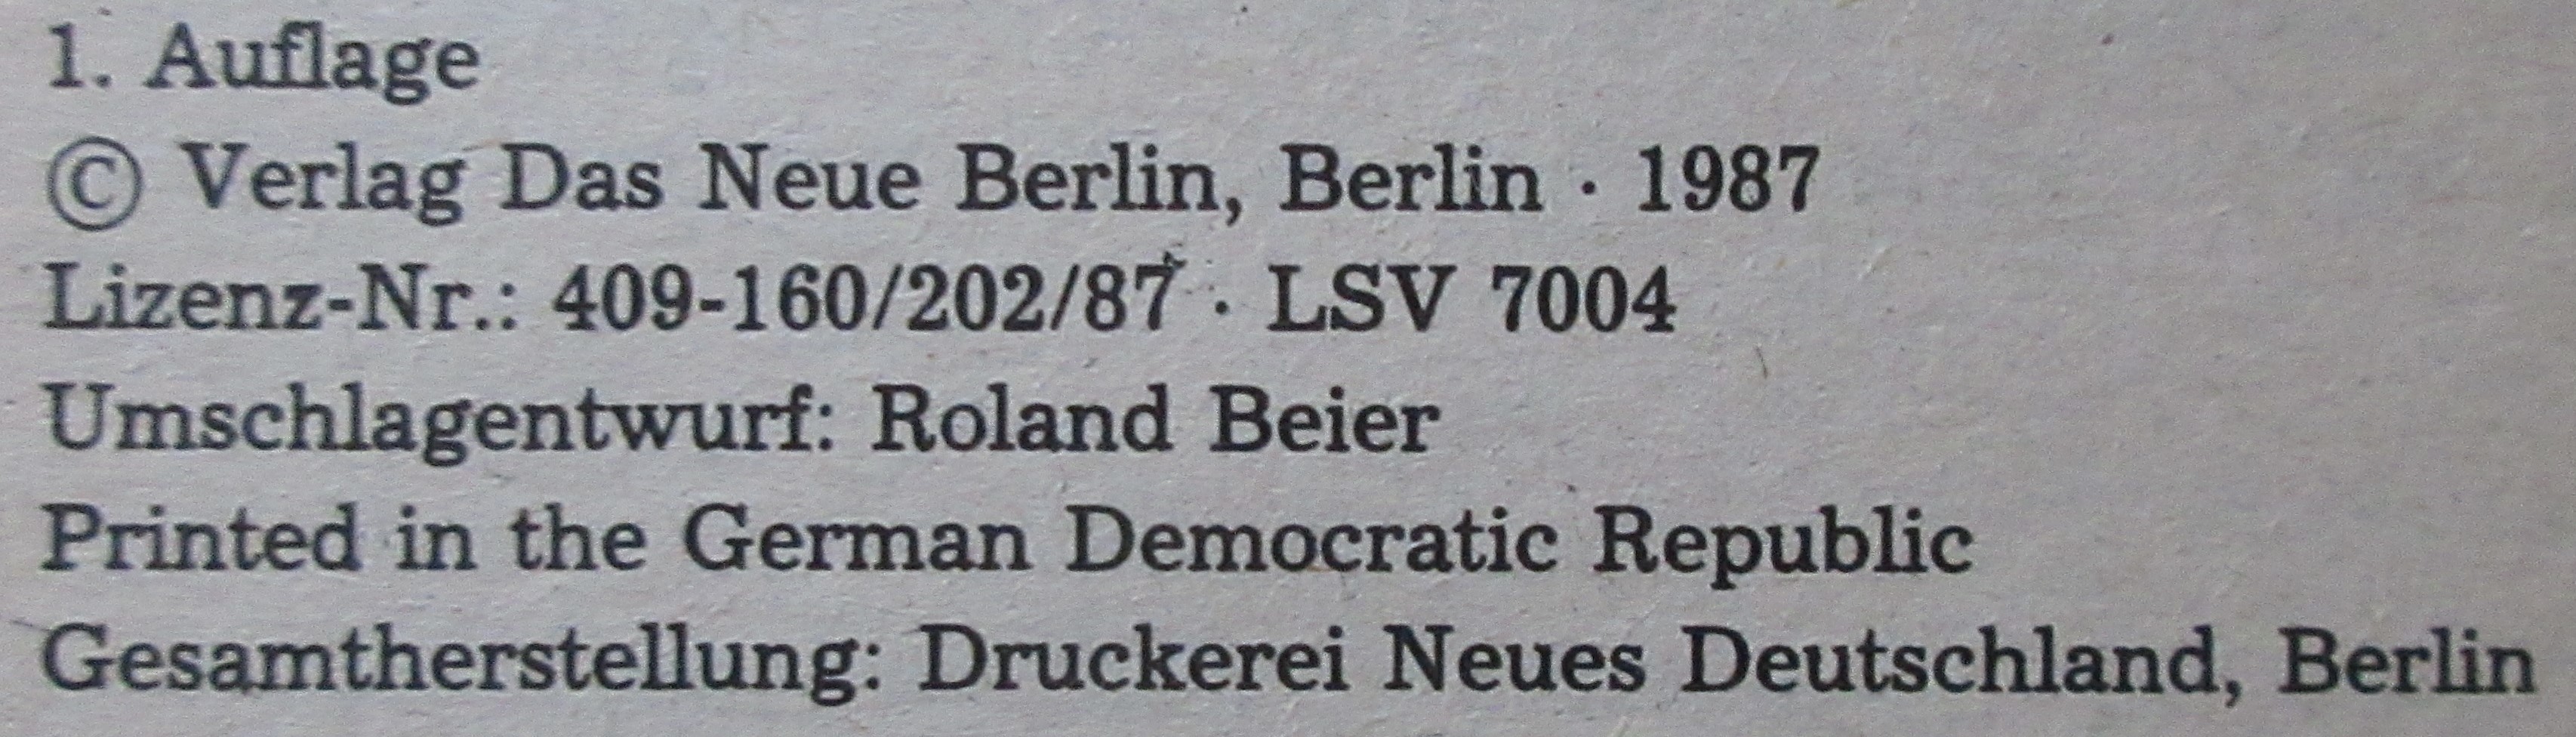 1. Auflage
© Verlag Das Neue Berlin, Berlin · 1987
Lizenz-Nr.: 409-160/202/87 · LSV 7004
Umschlagentwurf: Roland Beier
Printed in the German Democratic Republic
Gesamtherstellung: Druckerei Neues Deutschland, Berlin